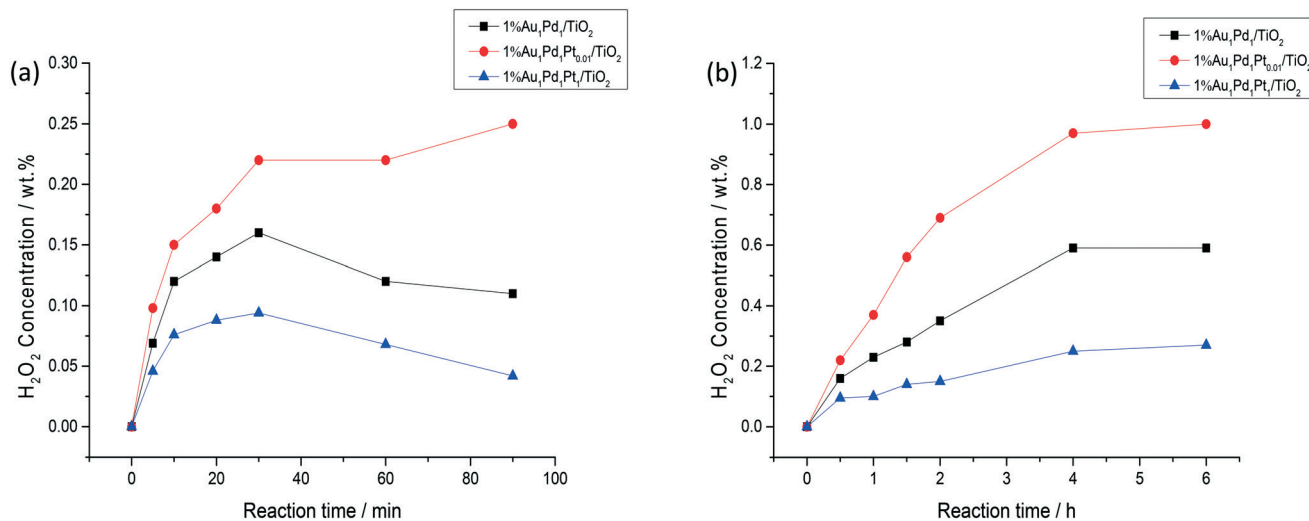 1%Au₁Pd₁/TiO₂
1%Au₁Pd₁Pt₀.₀₁/TiO₂
1%Au₁Pd₁Pt₁/TiO₂
(a)
0.30
0.25
0.20
0.15
0.10
0.05
0.00
H₂O₂ Concentration / wt.%
0 20 40 60 80 100
Reaction time / min
1%Au₁Pd₁/TiO₂
1%Au₁Pd₁Pt₀.₀₁/TiO₂
1%Au₁Pd₁Pt₁/TiO₂
(b)
1.2
1.0
0.8
0.6
0.4
0.2
0.0
H₂O₂ Concentration / wt.%
0 1 2 3 4 5 6
Reaction time / h